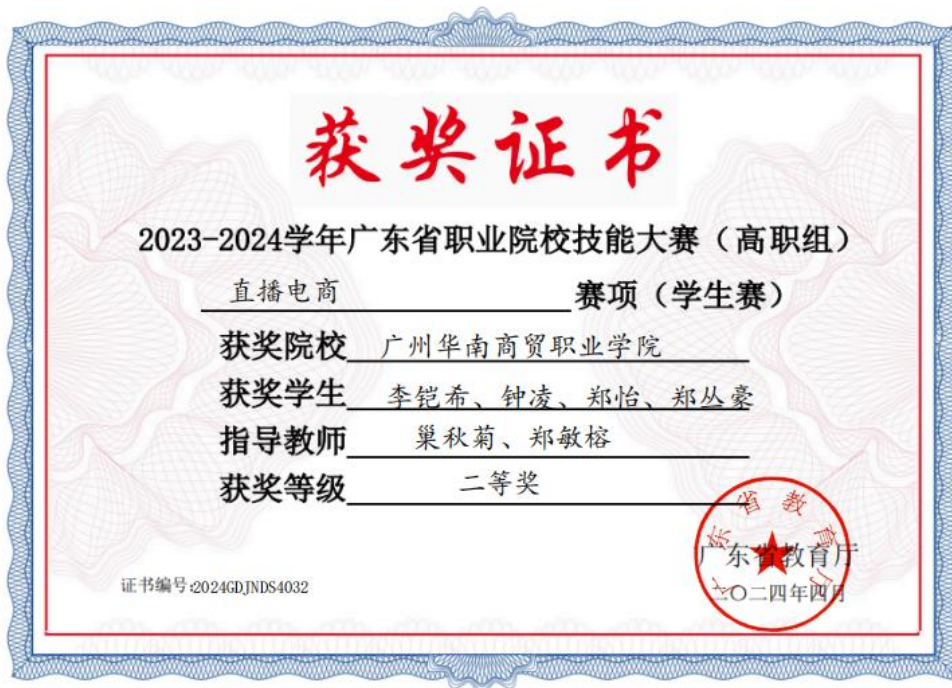 获奖证书
2023-2024学年广东省职业院校技能大赛（高职组）
直播电商 赛项（学生赛）
获奖院校 广州华南商贸职业学院
获奖学生 李铠希、钟凌、郑怡、郑丛豪
指导教师 巢秋菊、郑敏榕
获奖等级 二等奖
广东省教育厅
广东省教育厅
二〇二四年四月
证书编号:2024GDJNDS4032